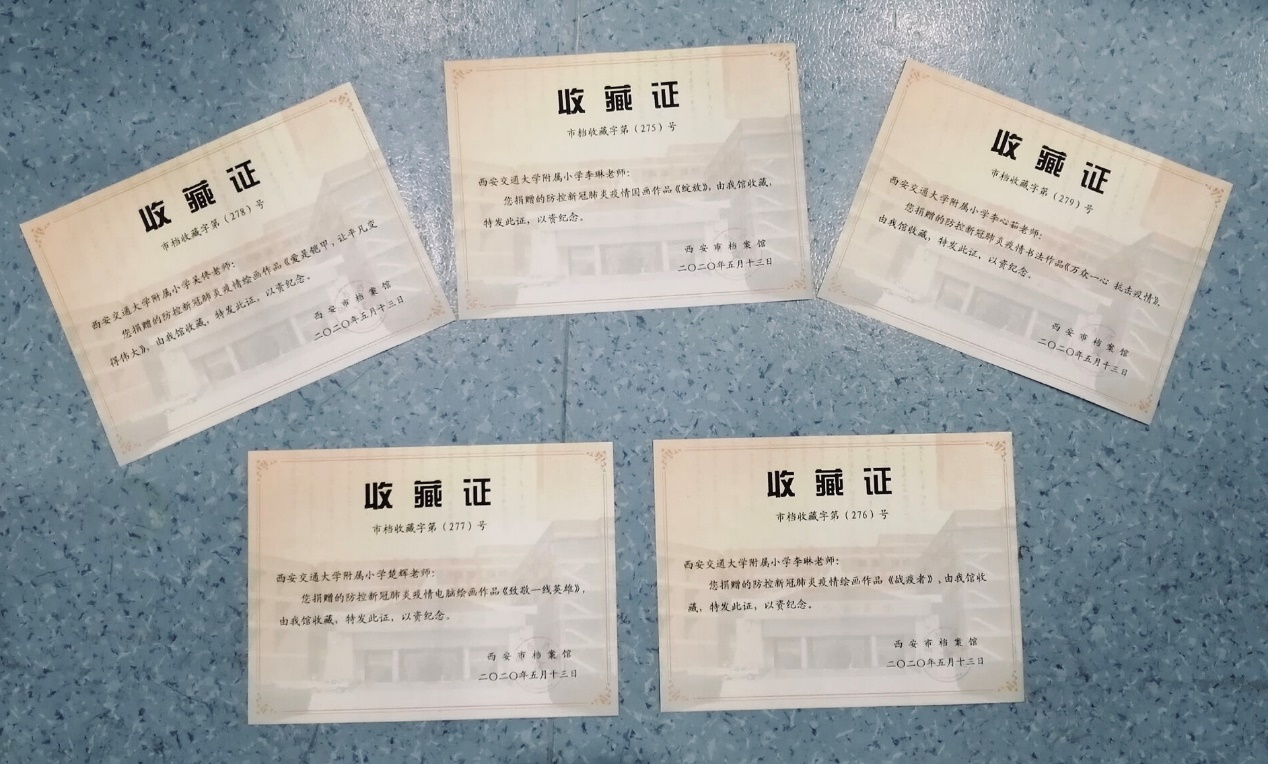 收藏证
市档收藏字第（278）号
西安交通大学附属小学吴佟老师：
您捐赠的防控新冠肺炎疫情绘画作品《爱是铠甲，让平凡变
得伟大》，由我馆收藏，特发此证，以资纪念。
西安市档案馆
二〇二〇年五月十三日
收藏证
市档收藏字第（275）号
西安交通大学附属小学李琳老师：
您捐赠的防控新冠肺炎疫情国画作品《绽放》，由我馆收藏，
特发此证，以资纪念。
西安市档案馆
二〇二〇年五月十三日
收藏证
市档收藏字第（279）号
西安交通大学附属小学李心茹老师：
您捐赠的防控新冠肺炎疫情书法作品《万众一心 抗击疫情》，
由我馆收藏，特发此证，以资纪念。
西安市档案馆
二〇二〇年五月十三日
收藏证
市档收藏字第（277）号
西安交通大学附属小学楚辉老师：
您捐赠的防控新冠肺炎疫情电脑绘画作品《致敬一线英雄》，
由我馆收藏，特发此证，以资纪念。
西安市档案馆
二〇二〇年五月十三日
收藏证
市档收藏字第（276）号
西安交通大学附属小学李琳老师：
您捐赠的防控新冠肺炎疫情绘画作品《战疫者》，由我馆收
藏，特发此证，以资纪念。
西安市档案馆
二〇二〇年五月十三日